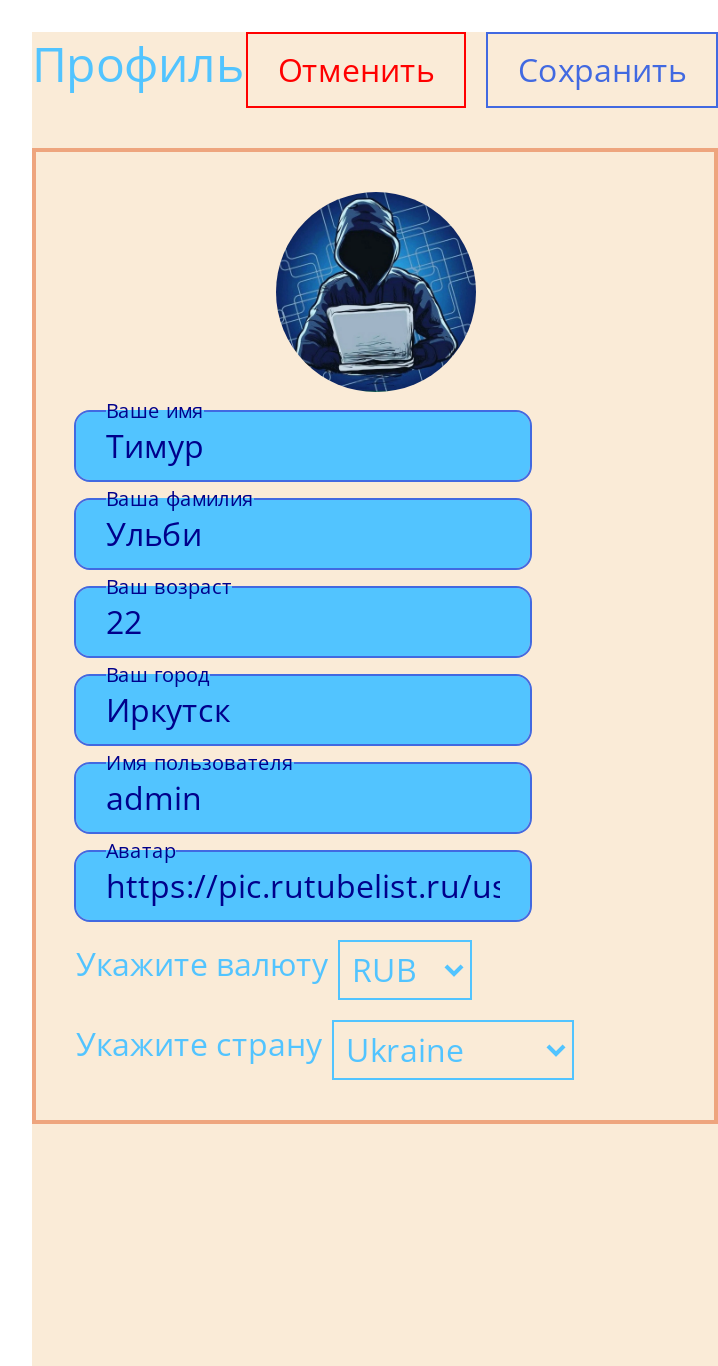 Профиль Отменить Сохранить
Ваше имя
Тимур
Ваша фамилия
Ульби
Ваш возраст
22
Ваш город
Иркутск
Имя пользователя
admin
Аватар
https://pic.rutubelist.ru/us
Укажите валюту RUB
Укажите страну Ukraine